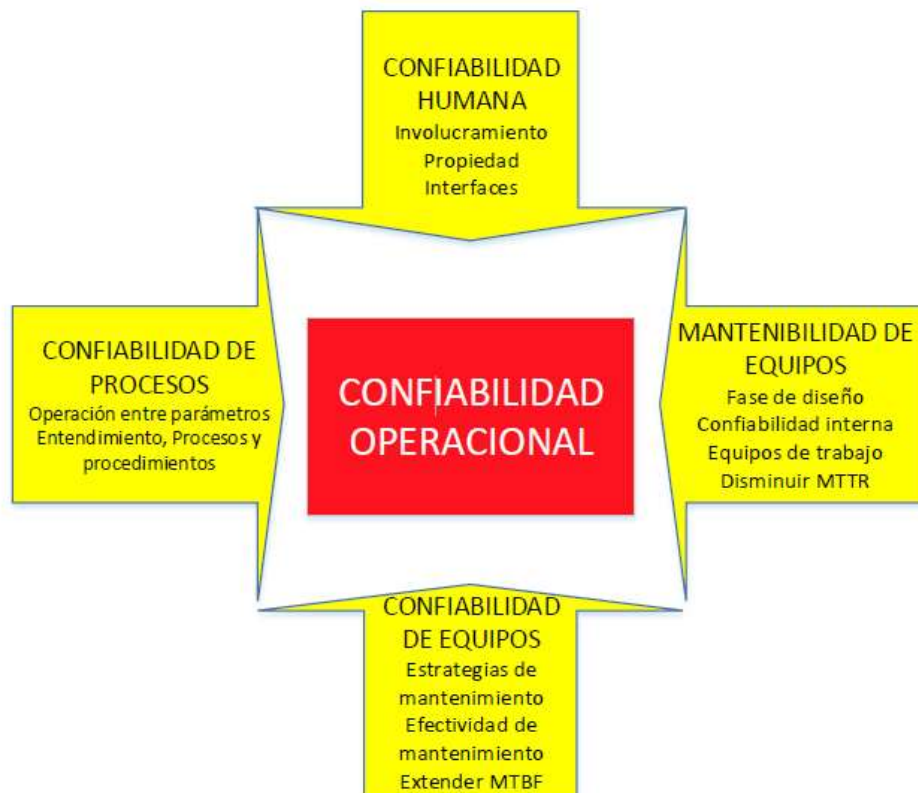 CONFIABILIDAD
HUMANA
Involucramiento
Propiedad
Interfaces
CONFIABILIDAD DE
PROCESOS
Operación entre parámetros
Entendimiento, Procesos y
procedimientos
CONFIABILIDAD
OPERACIONAL
MANTENIBILIDAD DE
EQUIPOS
Fase de diseño
Confiabilidad interna
Equipos de trabajo
Disminuir MTTR
CONFIABILIDAD
DE EQUIPOS
Estrategias de
mantenimiento
Efectividad de
mantenimiento
Extender MTBF